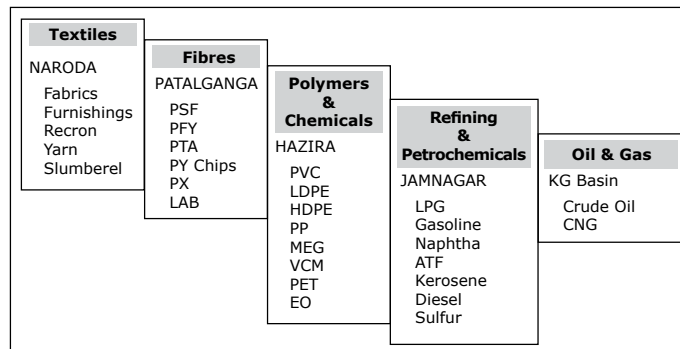 Textiles
NARODA
Fabrics
Furnishings
Recron
Yarn
Slumberel
Fibres
PATALGANGA
PSF
PFY
PTA
PY Chips
PX
LAB
Polymers
&
Chemicals
HAZIRA
PVC
LDPE
HDPE
PP
MEG
VCM
PET
EO
Refining
&
Petrochemicals
JAMNAGAR
LPG
Gasoline
Naphtha
ATF
Kerosene
Diesel
Sulfur
Oil & Gas
KG Basin
Crude Oil
CNG